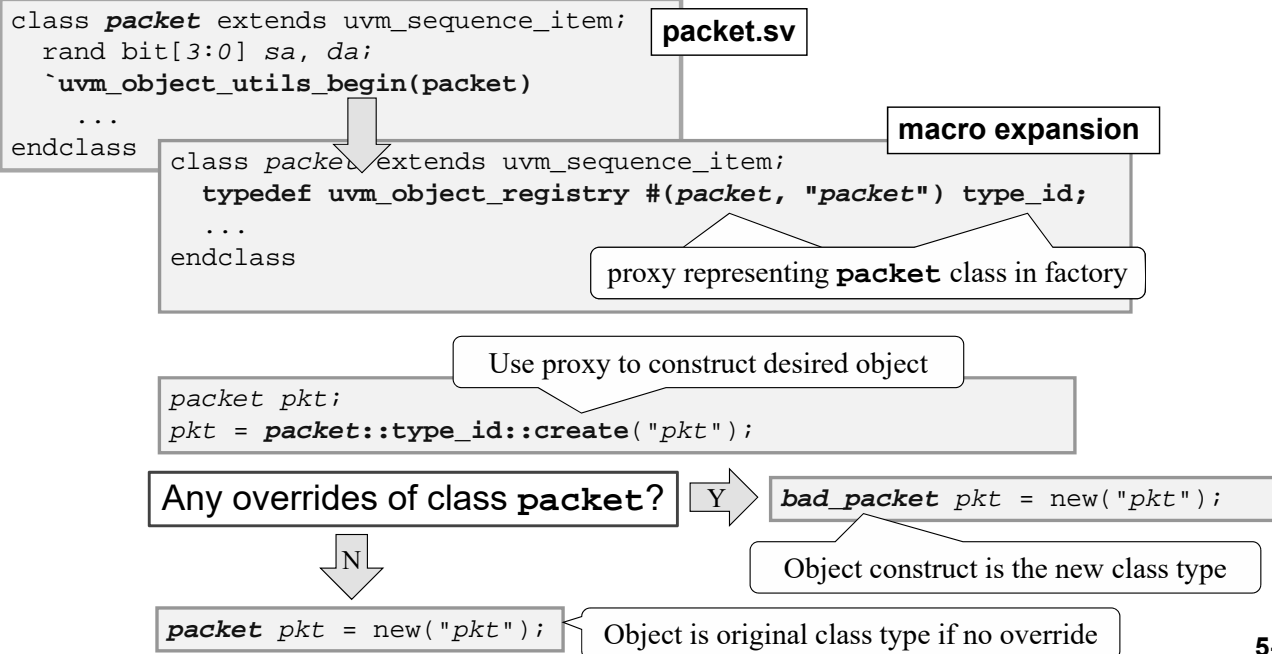 class packet extends uvm_sequence_item;
rand bit[3:0] sa, da;
`uvm_object_utils_begin(packet)
...
endclass
packet.sv
macro expansion
class packet extends uvm_sequence_item;
typedef uvm_object_registry #(packet, "packet") type_id;
...
endclass
proxy representing packet class in factory
Use proxy to construct desired object
packet pkt;
pkt = packet::type_id::create("pkt");
Any overrides of class packet?
Y
bad_packet pkt = new("pkt");
Object construct is the new class type
N
packet pkt = new("pkt");
Object is original class type if no override